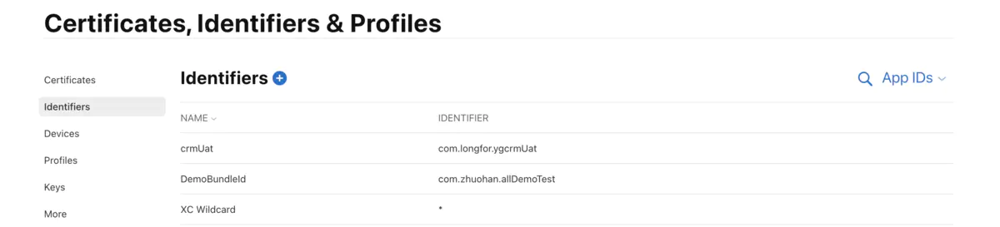 Certificates, Identifiers & Profiles
Certificates
Identifiers
Devices
Profiles
Keys
More
Identifiers
App IDs
NAME IDENTIFIER
crmUat com.longfor.ygcrmUat
DemoBundleId com.zhuohan.allDemoTest
XC Wildcard *